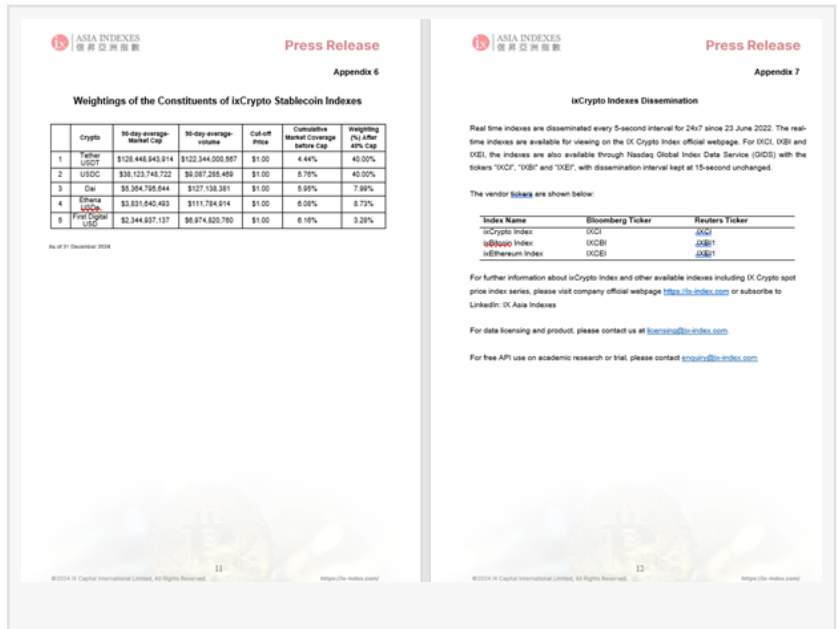 ix ASIA INDEXES
信昇亞洲指數
Press Release
Appendix 6
Weightings of the Constituents of ixCrypto Stablecoin Indexes
Crypto 90-day-average-Market Cap 90-day-average-volume Cut-off Price Cumulative Market Coverage before Cap Weighting (%) After 40% Cap
1 Tether USDT $128,448,943,914 $122,344,000,567 $1.00 4.44% 40.00%
2 USDC $38,123,748,722 $9,087,285,469 $1.00 5.76% 40.00%
3 Dai $5,364,795,644 $127,138,381 $1.00 5.95% 7.99%
4 Ethena USDe $3,831,640,493 $111,784,914 $1.00 6.08% 8.73%
5 First Digital USD $2,344,937,137 $6,974,820,760 $1.00 6.16% 3.28%
As of 31 December 2024
11
©2024 IX Capital International Limited, All Rights Reserved.
https://ix-index.com/
ix ASIA INDEXES
信昇亞洲指數
Press Release
Appendix 7
ixCrypto Indexes Dissemination
Real time indexes are disseminated every 5-second interval for 24x7 since 23 June 2022. The real-
time indexes are available for viewing on the IX Crypto Index official webpage. For IXCI, IXBI and
IXEI, the indexes are also available through Nasdaq Global Index Data Service (GIDS) with the
tickers "IXCI", "IXBI" and "IXEI", with dissemination interval kept at 15-second unchanged.
The vendor tickers are shown below:
Index Name Bloomberg Ticker Reuters Ticker
ixCrypto Index IXCI .IXCI
ixBitcoin Index IXCBI .IXBI1
ixEthereum Index IXCEI .IXEI1
For further information about ixCrypto Index and other available indexes including IX Crypto spot
price index series, please visit company official webpage https://ix-index.com or subscribe to
LinkedIn: IX Asia Indexes
For data licensing and product, please contact us at licensing@ix-index.com.
For free API use on academic research or trial, please contact enquiry@ix-index.com
12
©2024 IX Capital International Limited, All Rights Reserved.
https://ix-index.com/